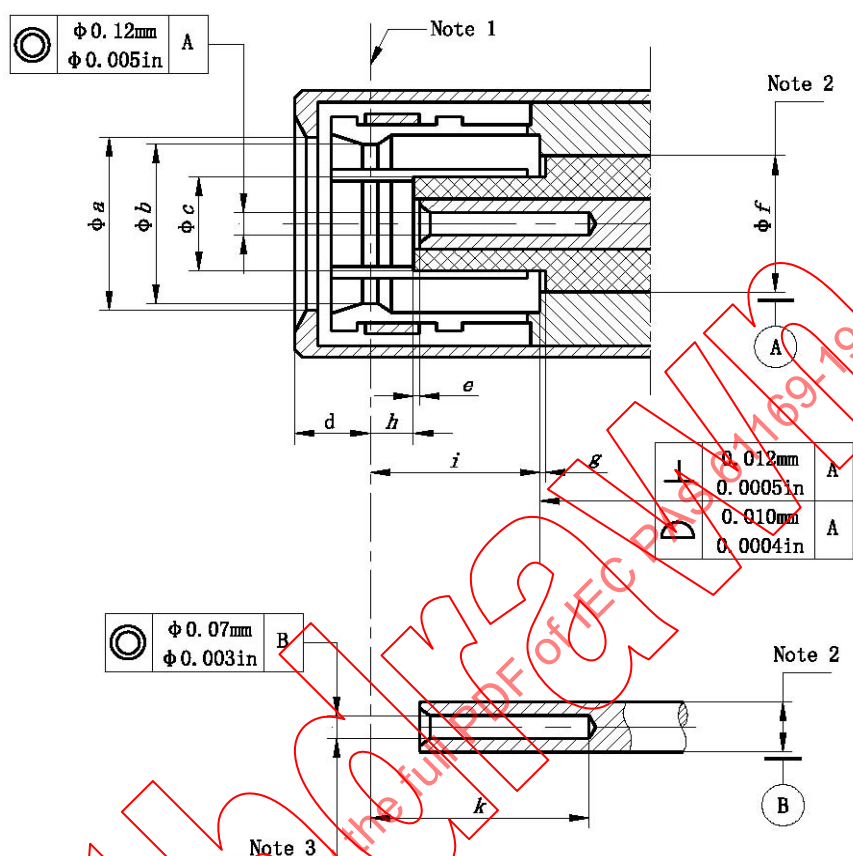 φ0.12mm
φ0.005in
A
Note 1
Note 2
φa
φb
φc
φf
A
e
d
h
i
g
0.012mm
0.0005in
A
0.010mm
0.0004in
A
φ0.07mm
φ0.003in
B
Note 2
k
B
Note 3
the full PDF of IEC PAS 61169-19